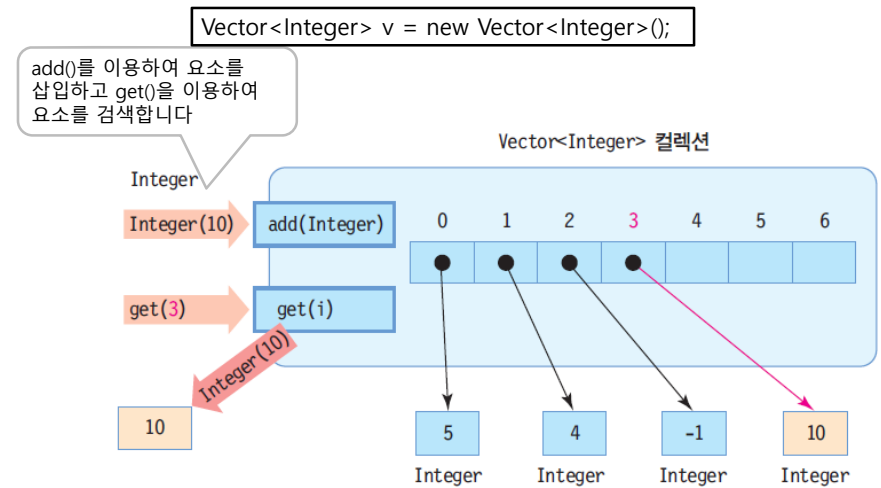 Vector<Integer> v = new Vector<Integer>();
add()를 이용하여 요소를
삽입하고 get()을 이용하여
요소를 검색합니다
Vector<Integer> 컬렉션
Integer
Integer(10)
add(Integer)
0 1 2 3 4 5 6
get(3)
get(i)
Integer(10)
10
5 4 -1 10
Integer Integer Integer Integer